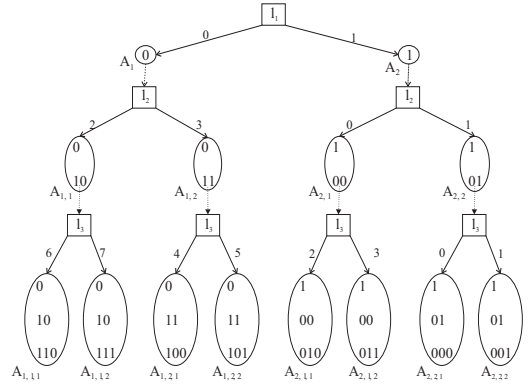 l₁
0 1
0 1
A₁ A₂
l₂ l₂
2 3 0 1
0 0 1 1
10 11 00 01
A₁,₁ A₁,₂ A₂,₁ A₂,₂
l₃ l₃ l₃ l₃
6 7 4 5 2 3 0 1
0 0 0 0 1 1 1 1
10 10 11 11 00 00 01 01
110 111 100 101 010 011 000 001
A₁,₁,₁ A₁,₁,₂ A₁,₂ ₁ A₁,₂ ₂ A₂,₁,₁ A₂,₁,₂ A₂,₂ ₁ A₂,₂ ₂